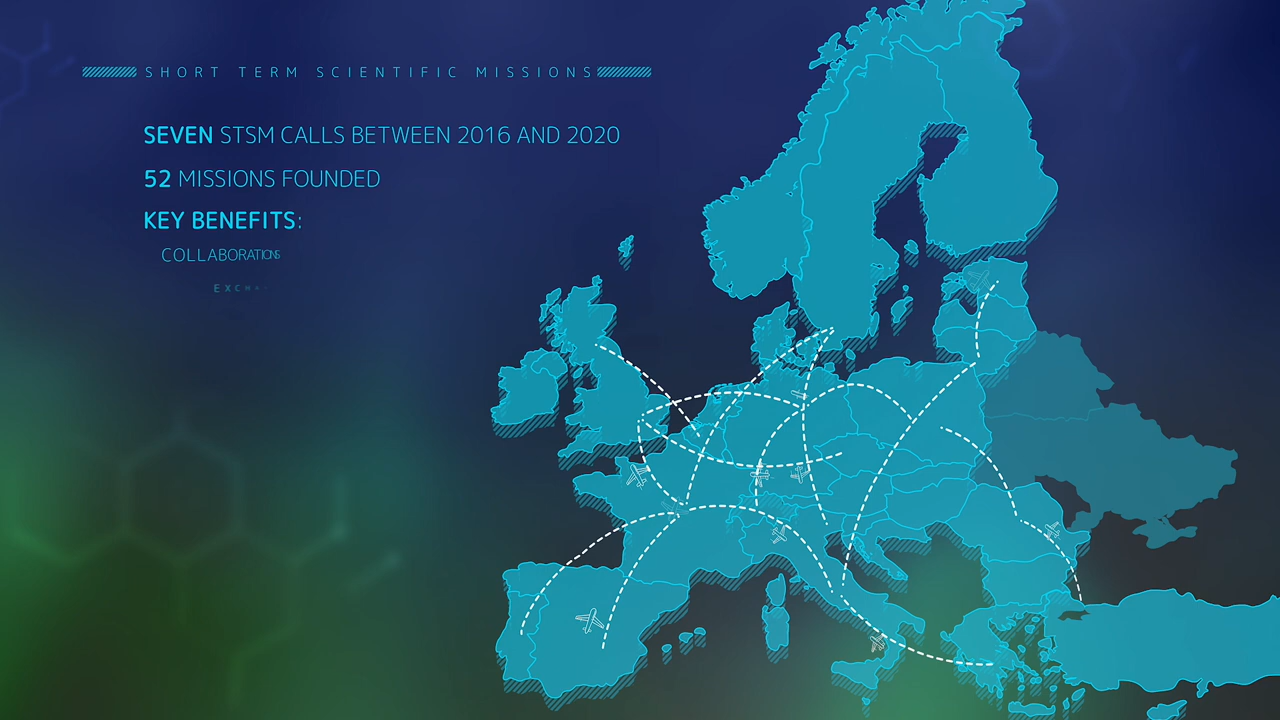 SHORT TERM SCIENTIFIC MISSIONS
SEVEN STSM CALLS BETWEEN 2016 AND 2020
52 MISSIONS FOUNDED
KEY BENEFITS:
COLLABORATIONS